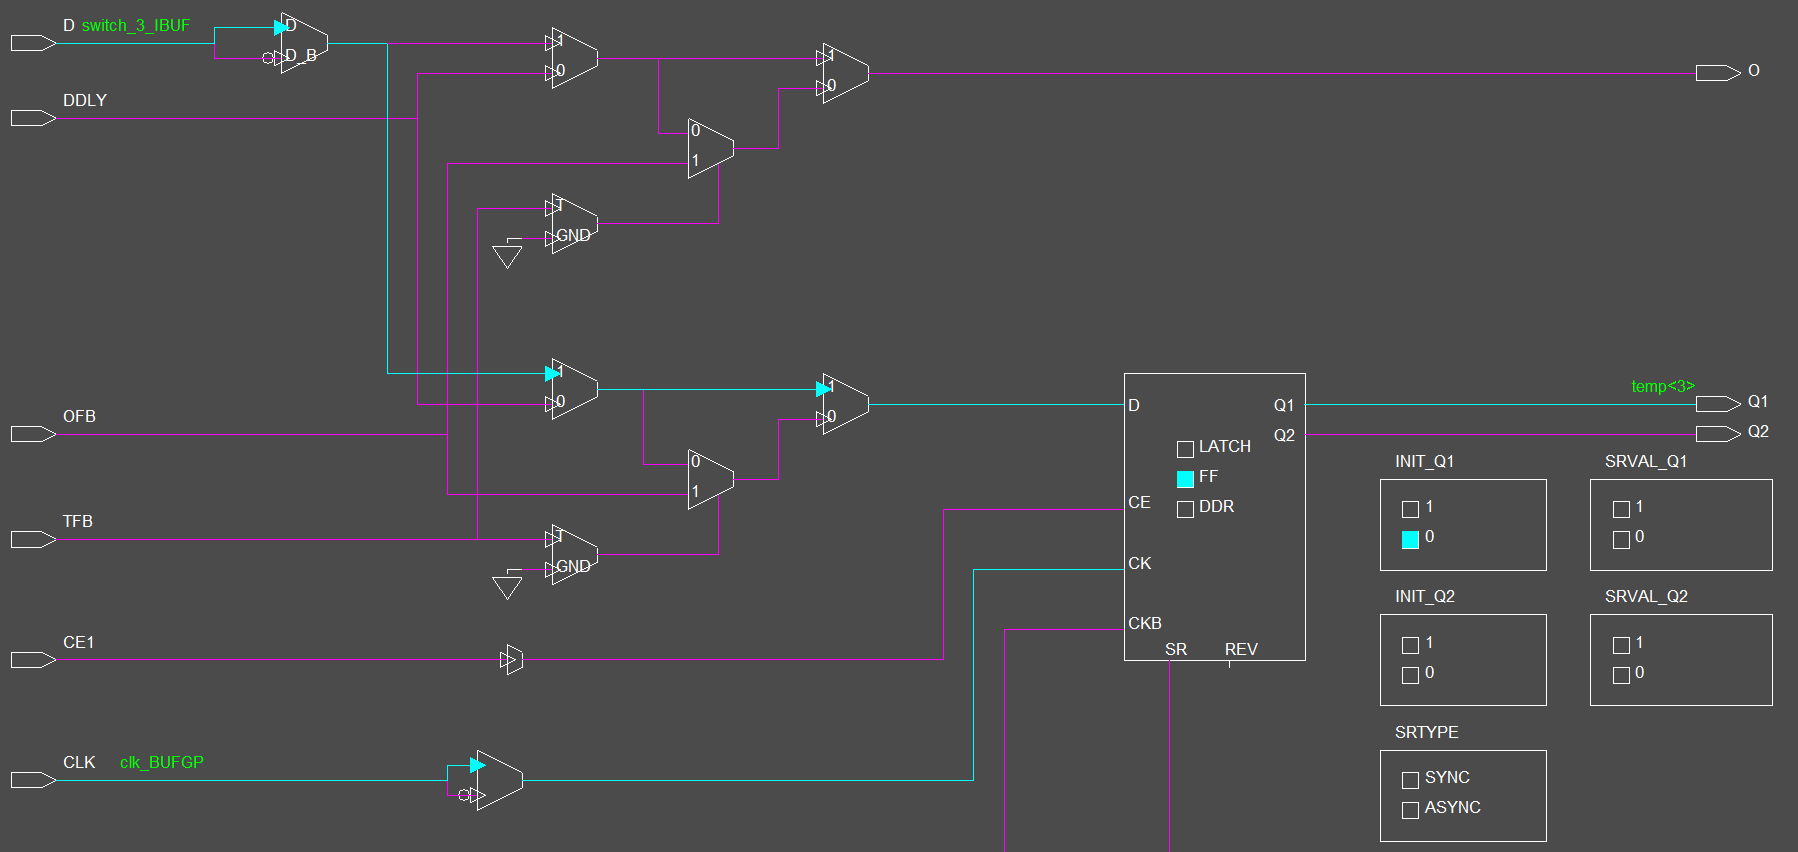 D switch_3_IBUF
D
D_B
1
0
1
0
O
DDLY
0
1
T
GND
1
0
1
0
OFB
0
1
TFB
T
GND
CE1
CLK clk_BUFGP
D
Q1
Q2
LATCH
FF
DDR
CE
CK
CKB
SR
REV
temp<3>
Q1
Q2
INIT_Q1
1
0
SRVAL_Q1
1
0
INIT_Q2
1
0
SRVAL_Q2
1
0
SRTYPE
SYNC
ASYNC